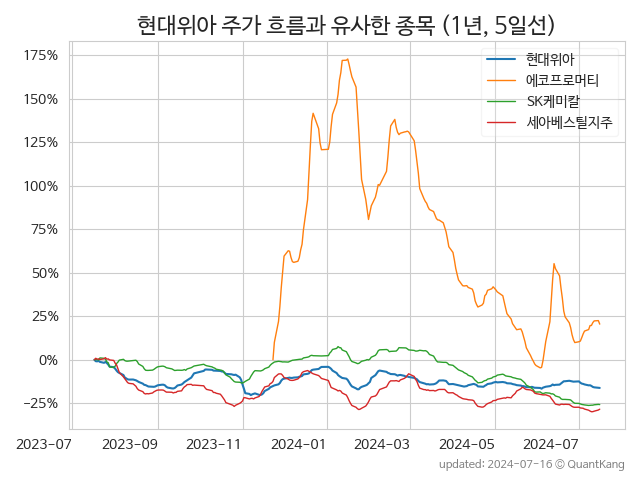 현대위아 주가 흐름과 유사한 종목 (1년, 5일선)
175%
150%
125%
100%
75%
50%
25%
0%
−25%
현대위아
에코프로머티
SK케미칼
세아베스틸지주
2023-07
2023-09
2023-11
2024-01
2024-03
2024-05
2024-07
updated: 2024-07-16 © QuantKang